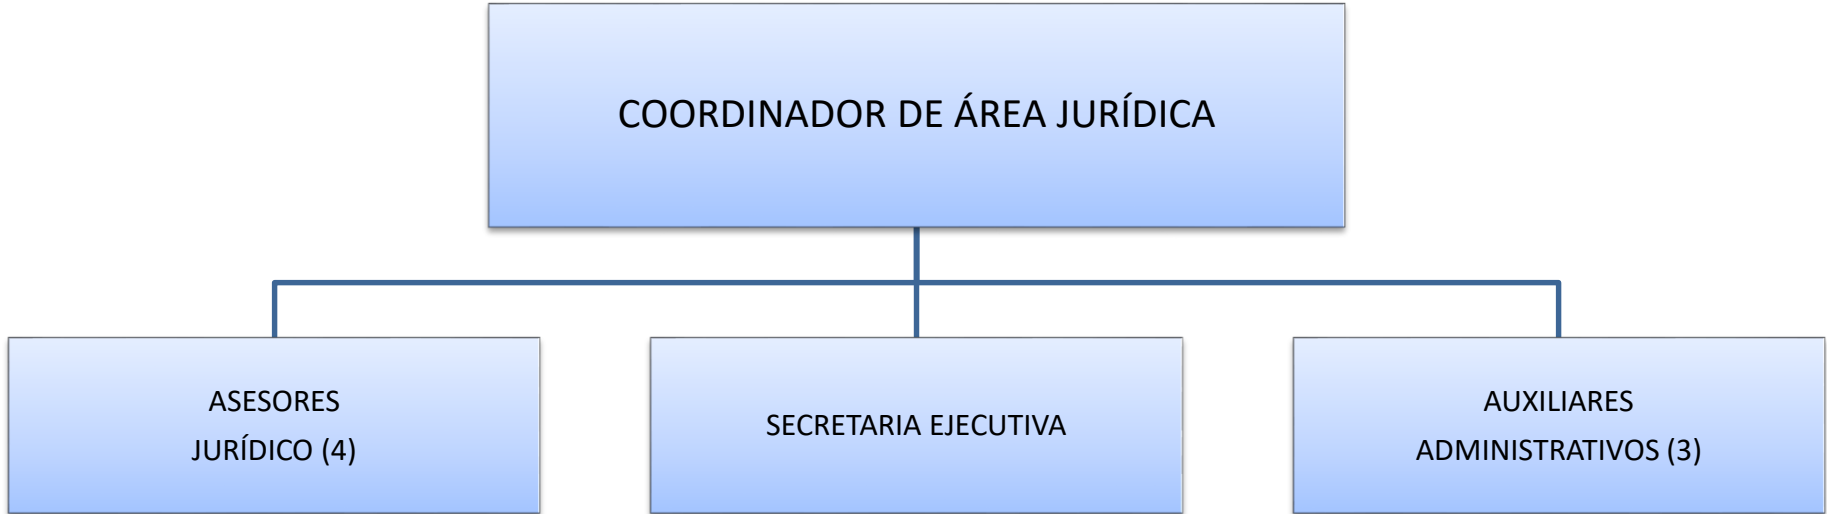 COORDINADOR DE ÁREA JURÍDICA
ASESORES
JURÍDICO (4)
SECRETARIA EJECUTIVA
AUXILIARES
ADMINISTRATIVOS (3)